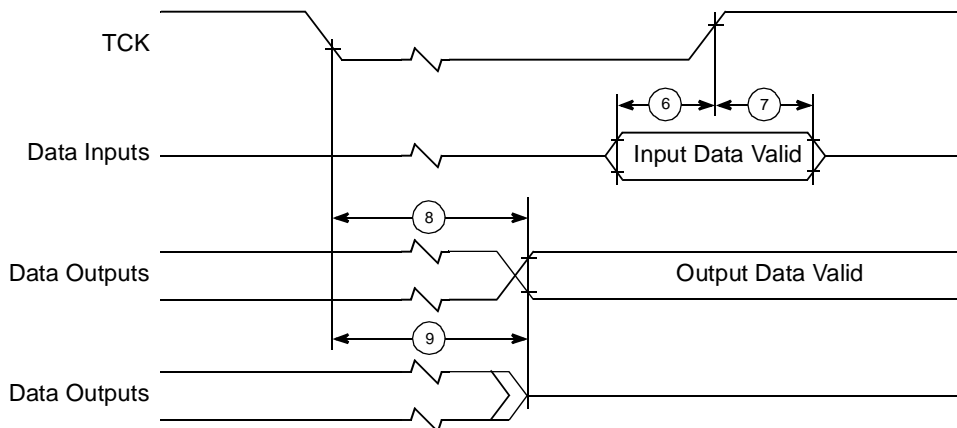 TCK
6
7
Data Inputs
Input Data Valid
8
Data Outputs
Output Data Valid
9
Data Outputs